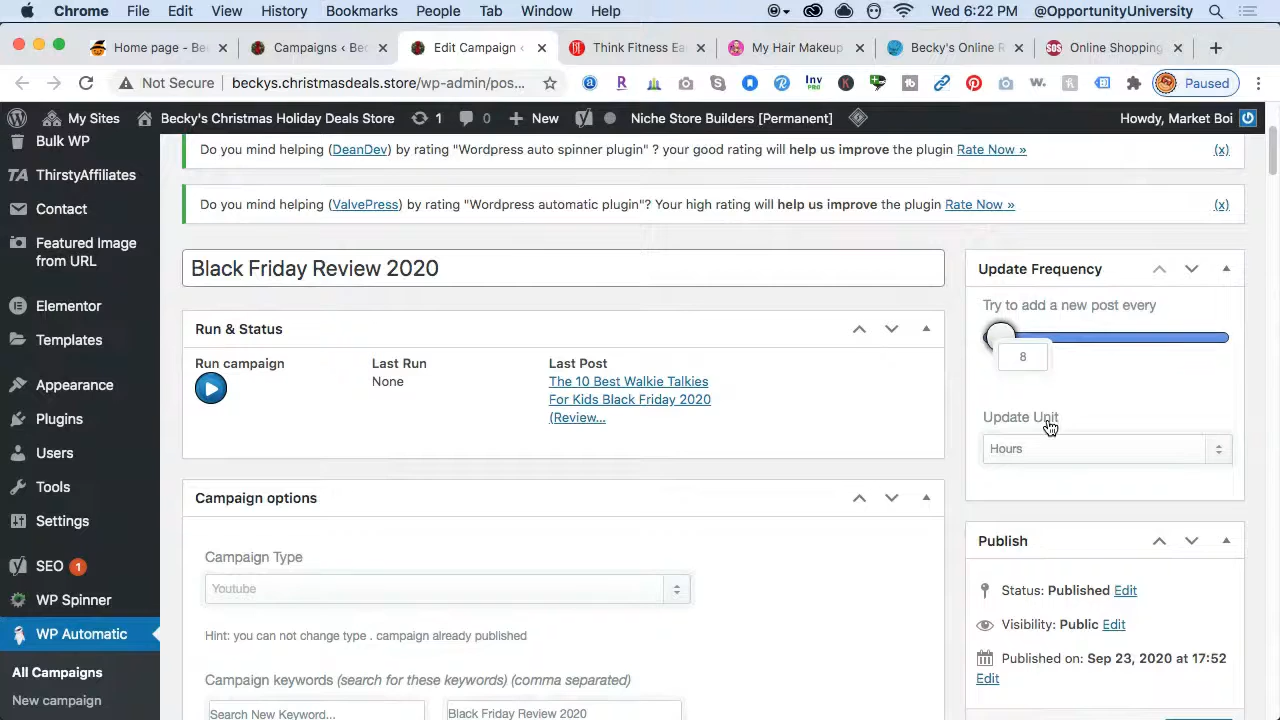 Chrome File Edit View History Bookmarks People Tab Window Help Wed 6:22 PM @OpportunityUniversity
Home page - Be Campaigns ‹ Be Edit Campaign ‹ Think Fitness Ea My Hair Makeup Becky's Online R Online Shopping
Not Secure beckys.christmasdeals.store/wp-admin/pos... Inv PRO Paused
My Sites Becky's Christmas Holiday Deals Store 1 0 New Niche Store Builders [Permanent] Howdy, Market Boi
Bulk WP
ThirstyAffiliates
Contact
Featured Image
from URL
Elementor
Templates
Appearance
Plugins
Users
Tools
Settings
SEO 1
WP Spinner
WP Automatic
All Campaigns
New campaign
Do you mind helping (DeanDev) by rating "Wordpress auto spinner plugin" ? your good rating will help us improve the plugin Rate Now » (x)
Do you mind helping (ValvePress) by rating "Wordpress automatic plugin"? Your high rating will help us improve the plugin Rate Now » (x)
Black Friday Review 2020
Run & Status
Run campaign
Last Run
None
Last Post
The 10 Best Walkie Talkies
For Kids Black Friday 2020
(Review...
Campaign options
Campaign Type
Youtube
Hint: you can not change type . campaign already published
Campaign keywords (search for these keywords) (comma separated)
Search New Keyword... Black Friday Review 2020
Update Frequency
Try to add a new post every
8
Update Unit
Hours
Publish
Status: Published Edit
Visibility: Public Edit
Published on: Sep 23, 2020 at 17:52
Edit